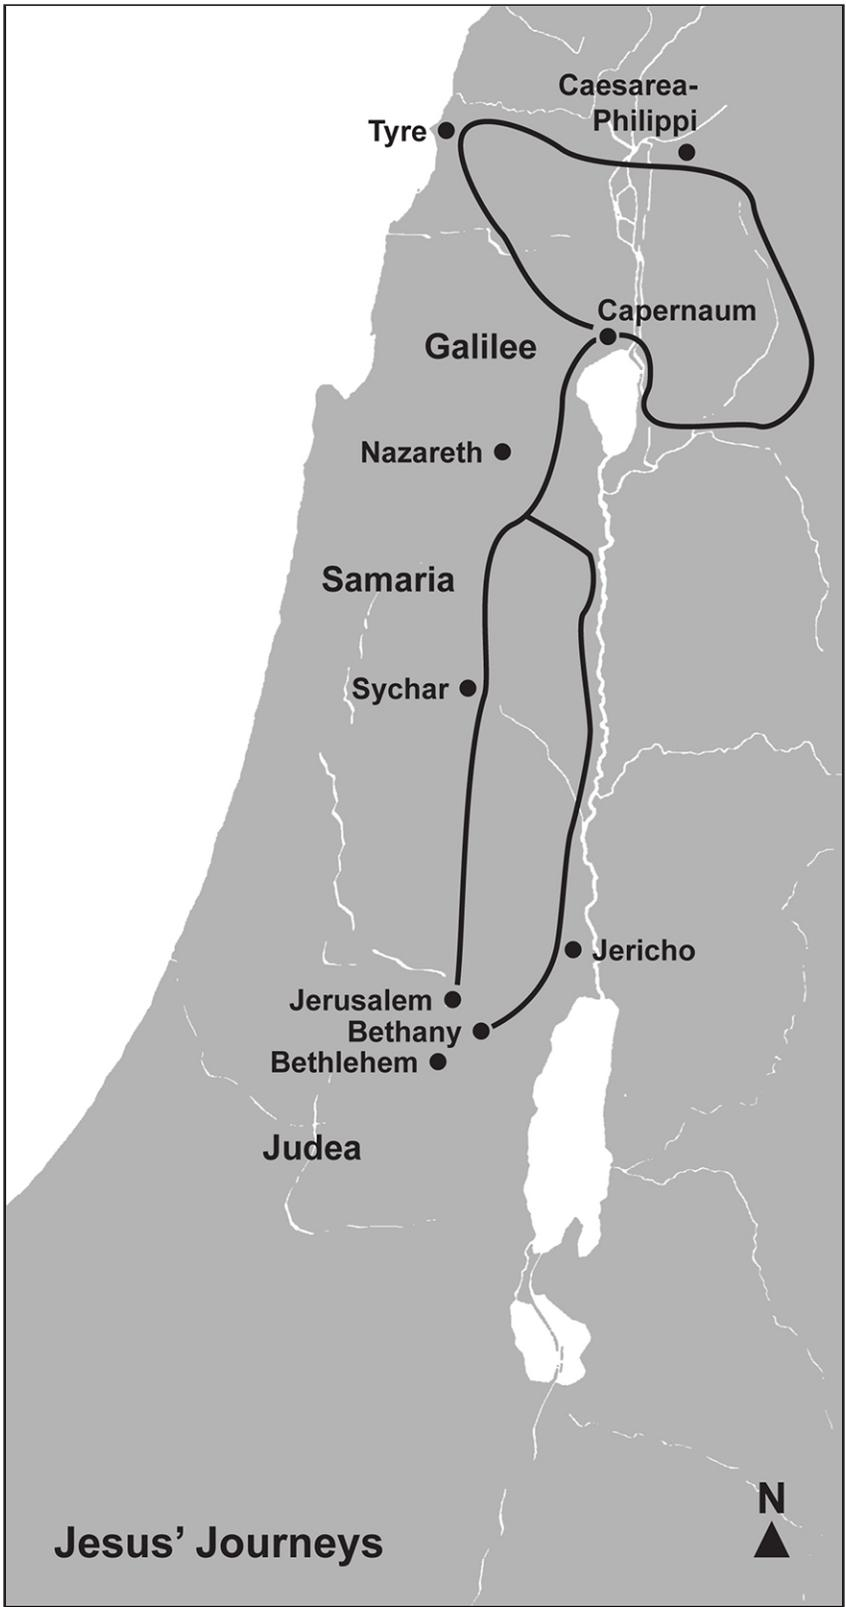 Caesarea-
Philippi
Tyre
Capernaum
Galilee
Nazareth
Samaria
Sychar
Jericho
Jerusalem
Bethany
Bethlehem
Judea
N
Jesus’ Journeys